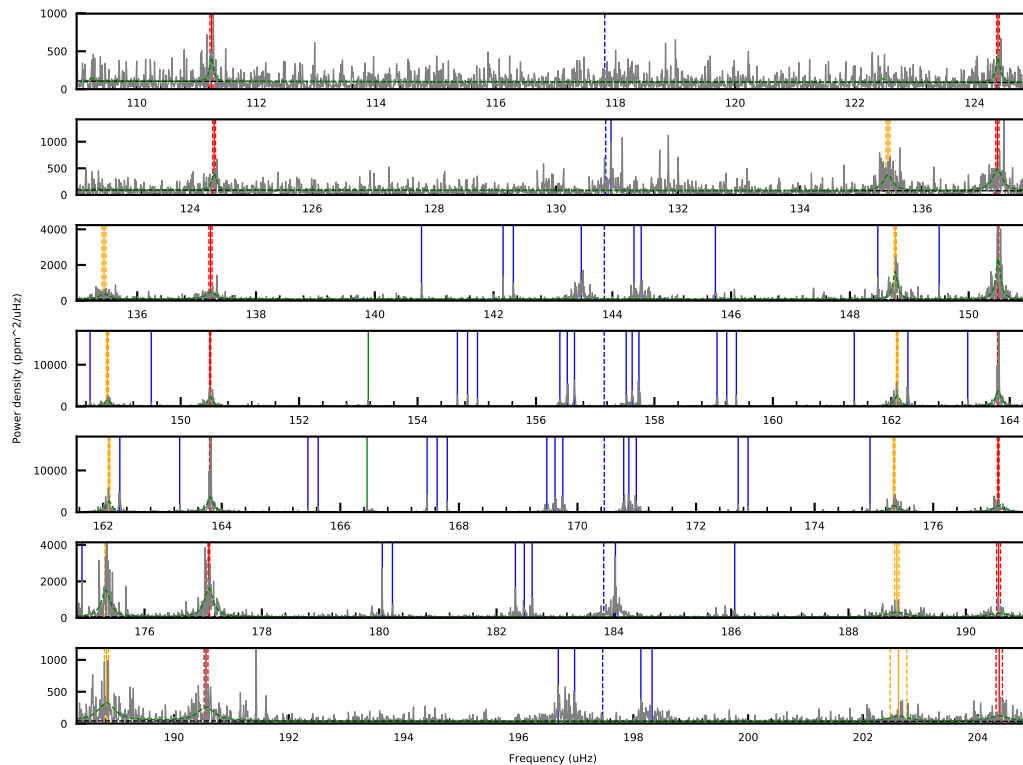 1000
500
0
110 112 114 116 118 120 122 124
1000
500
0
124 126 128 130 132 134 136
4000
2000
0
136 138 140 142 144 146 148 150
10000
0
150 152 154 156 158 160 162 164
10000
0
162 164 166 168 170 172 174 176
4000
2000
0
176 178 180 182 184 186 188 190
1000
500
0
190 192 194 196 198 200 202 204
Power density (ppm^2/uHz)
Frequency (uHz)